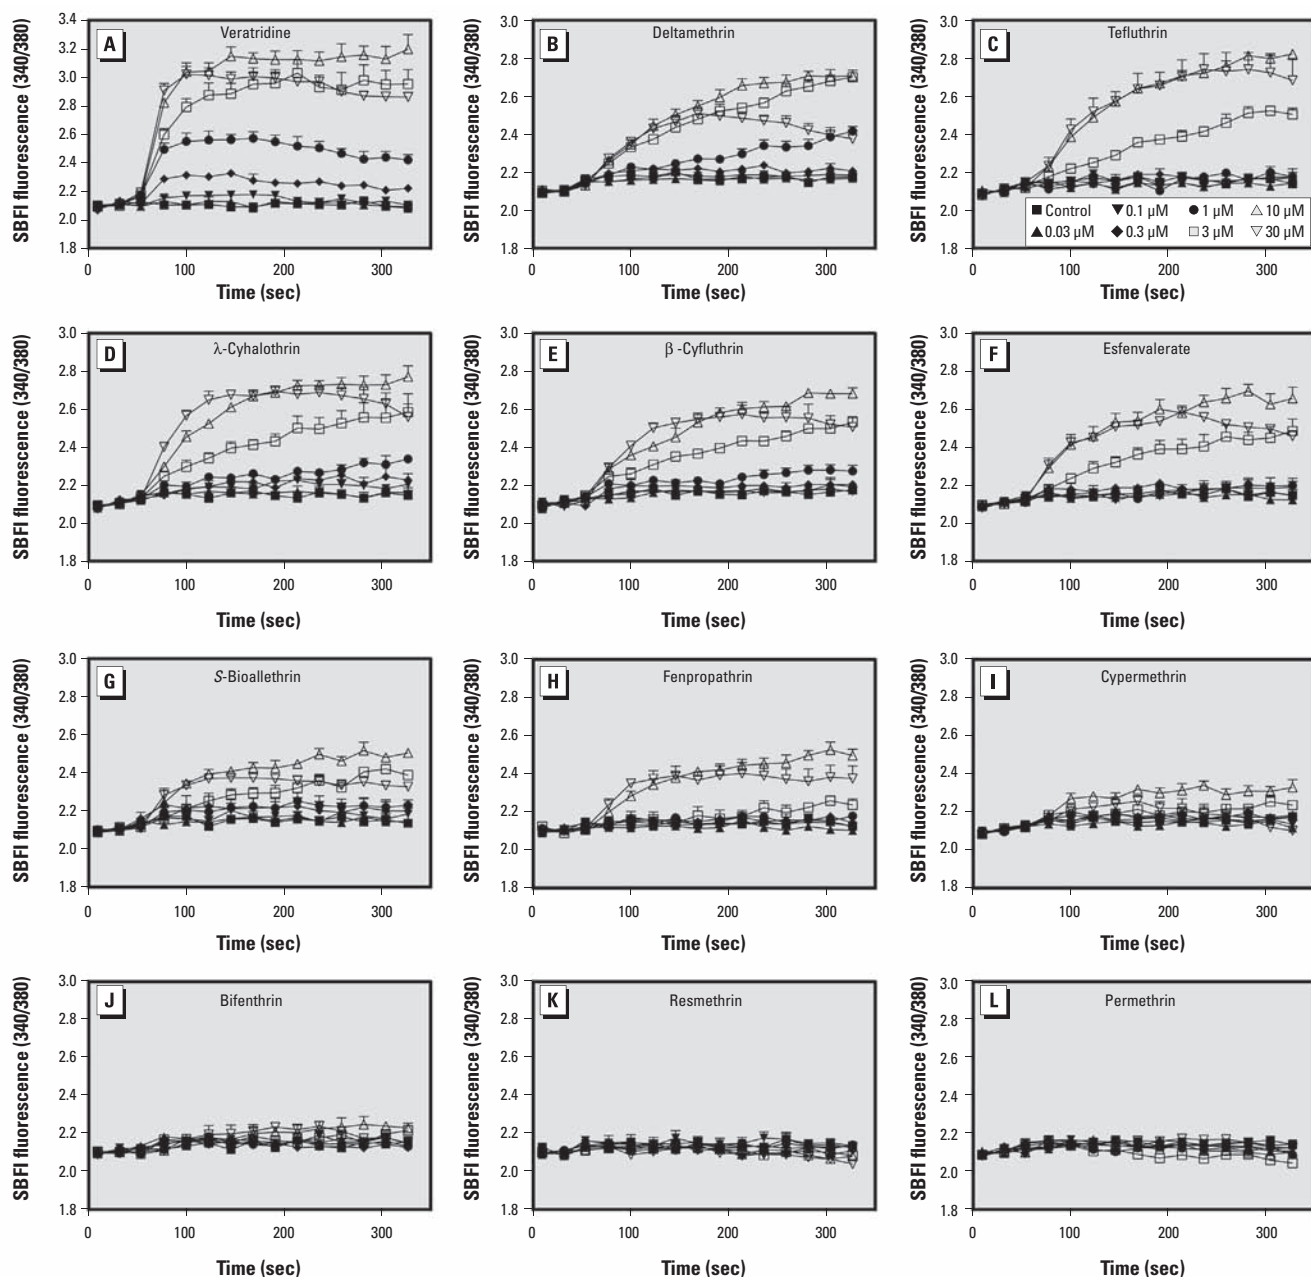 A Veratridine
SBFI fluorescence (340/380)
3.4
3.2
3.0
2.8
2.6
2.4
2.2
2.0
1.8
0 100 200 300
Time (sec)
B Deltamethrin
SBFI fluorescence (340/380)
3.0
2.8
2.6
2.4
2.2
2.0
1.8
0 100 200 300
Time (sec)
C Tefluthrin
SBFI fluorescence (340/380)
3.0
2.8
2.6
2.4
2.2
2.0
1.8
Control 0.1 µM 1 µM 10 µM
0.03 µM 0.3 µM 3 µM 30 µM
0 100 200 300
Time (sec)
D λ-Cyhalothrin
SBFI fluorescence (340/380)
3.0
2.8
2.6
2.4
2.2
2.0
1.8
0 100 200 300
Time (sec)
E β -Cyfluthrin
SBFI fluorescence (340/380)
3.0
2.8
2.6
2.4
2.2
2.0
1.8
0 100 200 300
Time (sec)
F Esfenvalerate
SBFI fluorescence (340/380)
3.0
2.8
2.6
2.4
2.2
2.0
1.8
0 100 200 300
Time (sec)
G S-Bioallethrin
SBFI fluorescence (340/380)
3.0
2.8
2.6
2.4
2.2
2.0
1.8
0 100 200 300
Time (sec)
H Fenpropathrin
SBFI fluorescence (340/380)
3.0
2.8
2.6
2.4
2.2
2.0
1.8
0 100 200 300
Time (sec)
I Cypermethrin
SBFI fluorescence (340/380)
3.0
2.8
2.6
2.4
2.2
2.0
1.8
0 100 200 300
Time (sec)
J Bifenthrin
SBFI fluorescence (340/380)
3.0
2.8
2.6
2.4
2.2
2.0
1.8
0 100 200 300
Time (sec)
K Resmethrin
SBFI fluorescence (340/380)
3.0
2.8
2.6
2.4
2.2
2.0
1.8
0 100 200 300
Time (sec)
L Permethrin
SBFI fluorescence (340/380)
3.0
2.8
2.6
2.4
2.2
2.0
1.8
0 100 200 300
Time (sec)